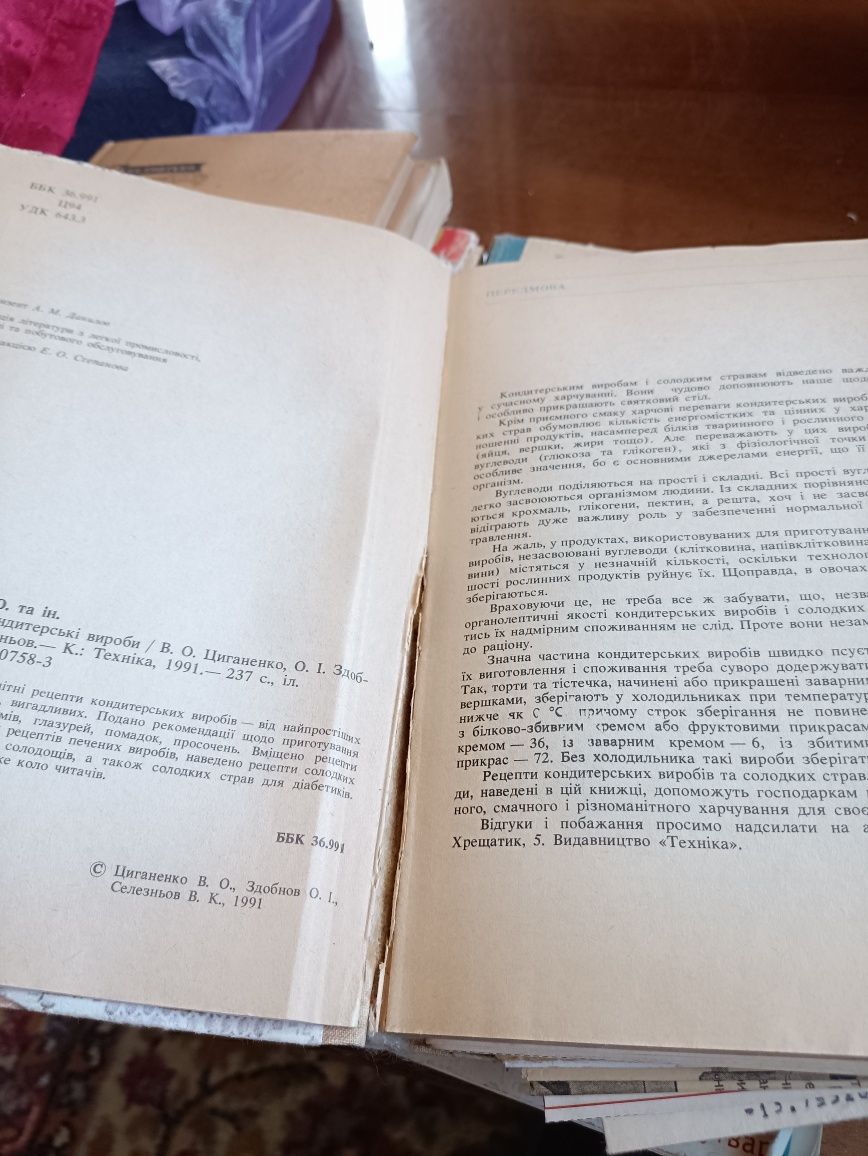 ББК 36.991
Ц94
УДК 643.3
А. М. Данилов
літератури з легкої промисловості,
та побутового обслуговування
Е. О. Степанова
О. та ін.
кондитерські вироби / В. О. Циганенко, О. І. Здоб-
ньов.— К.: Техніка, 1991.— 237 с., іл.
0758-3
рецепти кондитерських виробів — від найпростіших
вигадливих. Подано рекомендації щодо приготування
глазурей, помадок, просочень. Вміщено рецепти
рецептів печених виробів, наведено рецепти солодких
солодощів, а також солодких страв для діабетиків.
коло читачів.
ББК 36.991
© Циганенко В. О., Здобнов О. І.,
Селезньов В. К., 1991
ПЕРЕДМОВА
Кондитерським виробам і солодким стравам відведено важл
у сучасному харчуванні. Вони чудово доповнюють наше щод
і особливо прикрашають святковий стіл.
Крім приємного смаку харчові переваги кондитерських вироб
ких страв обумовлює кількість енергомістких та цінних у хар
ношенні продуктів, насамперед білків тваринного і рослинного
(яйця, вершки, жири тощо). Але переважають у цих вироб
вуглеводи (глюкоза та глікоген), які з фізіологічної точки
особливе значення, бо є основними джерелами енергії, що її
організм.
Вуглеводи поділяються на прості і складні. Всі прості вугл
легко засвоюються організмом людини. Із складних порівняно
ються крохмаль, глікогени, пектин, а решта, хоч і не засво
відіграють дуже важливу роль у забезпеченні нормальної
травлення.
На жаль, у продуктах, використовуваних для приготуванн
виробів, незасвоювані вуглеводи (клітковина, напівклітковина
вини) містяться у незначній кількості, оскільки технолог
шості рослинних продуктів руйнує їх. Щоправда, в овочах
зберігаються.
Враховуючи це, не треба все ж забувати, що, незва
органолептичні якості кондитерських виробів і солодких
тись їх надмірним споживанням не слід. Проте вони незам
до раціону.
Значна частина кондитерських виробів швидко псуєт
їх виготовлення і споживання треба суворо додержувати
Так, торти та тістечка, начинені або прикрашені заварни
вершками, зберігають у холодильниках при температур
нижче як 0 °С причому строк зберігання не повине
з білково-збивним кремом або фруктовими прикрасам
кремом — 36, із заварним кремом — 6, із збитим
прикрас — 72. Без холодильника такі вироби зберігат
Рецепти кондитерських виробів та солодких страв
ди, наведені в цій книжці, допоможуть господаркам
ного, смачного і різноманітного харчування для своє
Відгуки і побажання просимо надсилати на а
Хрещатик, 5. Видавництво «Техніка».